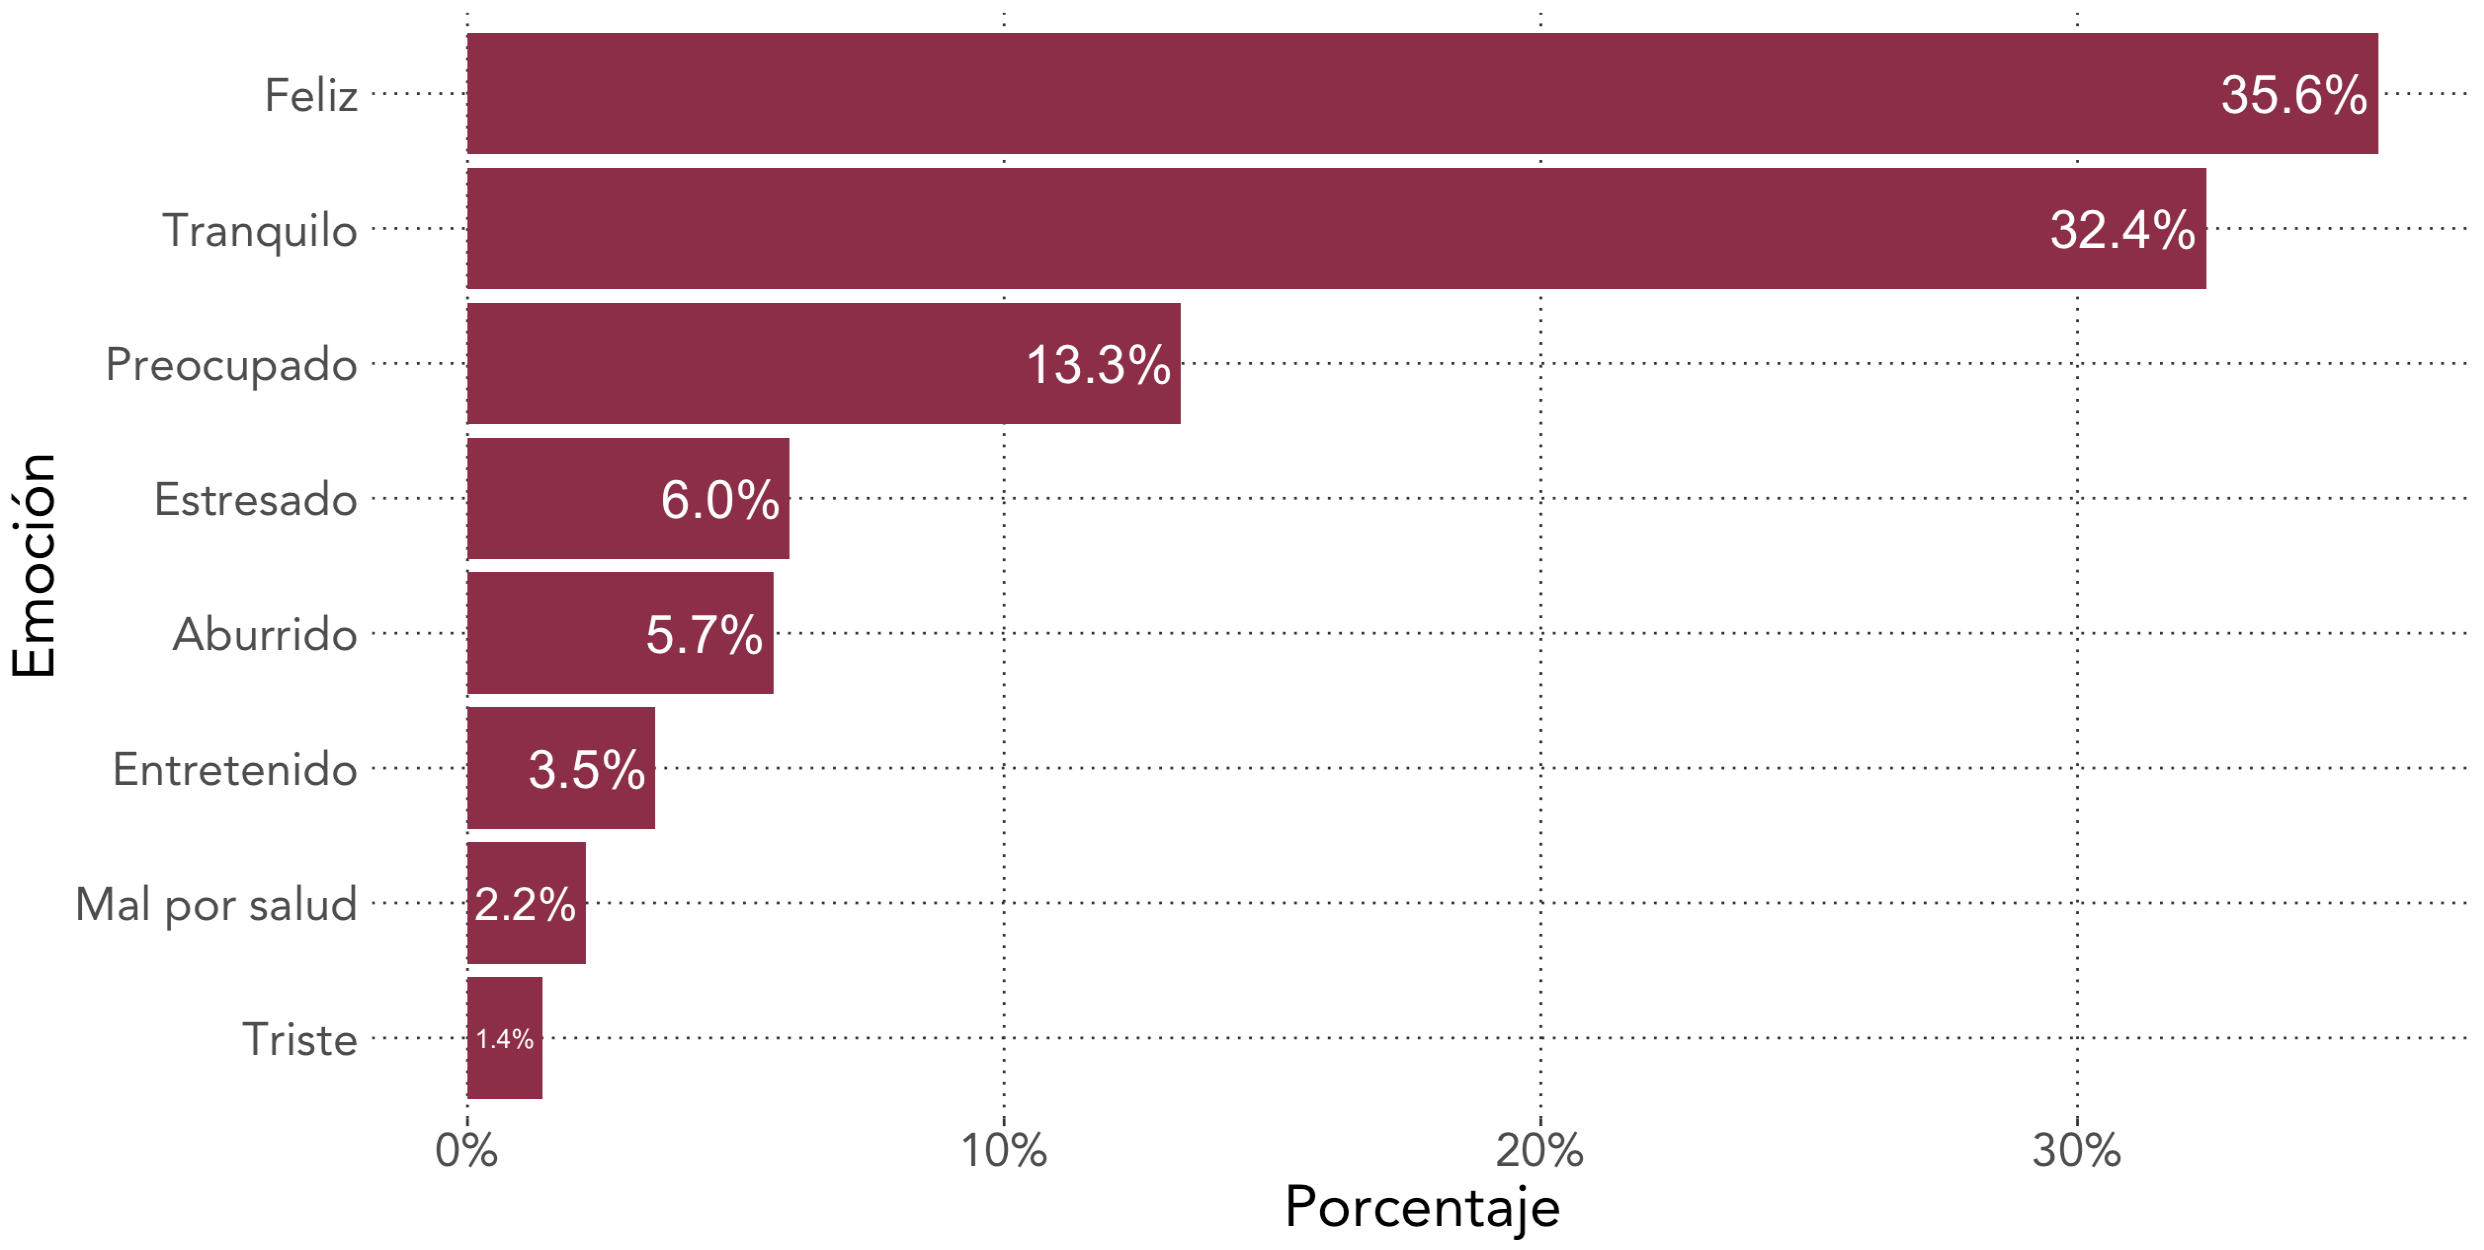 Feliz 35.6%
Tranquilo 32.4%
Preocupado 13.3%
Estresado 6.0%
Aburrido 5.7%
Entretenido 3.5%
Mal por salud 2.2%
Triste 1.4%
Emoción
0% 10% 20% 30%
Porcentaje